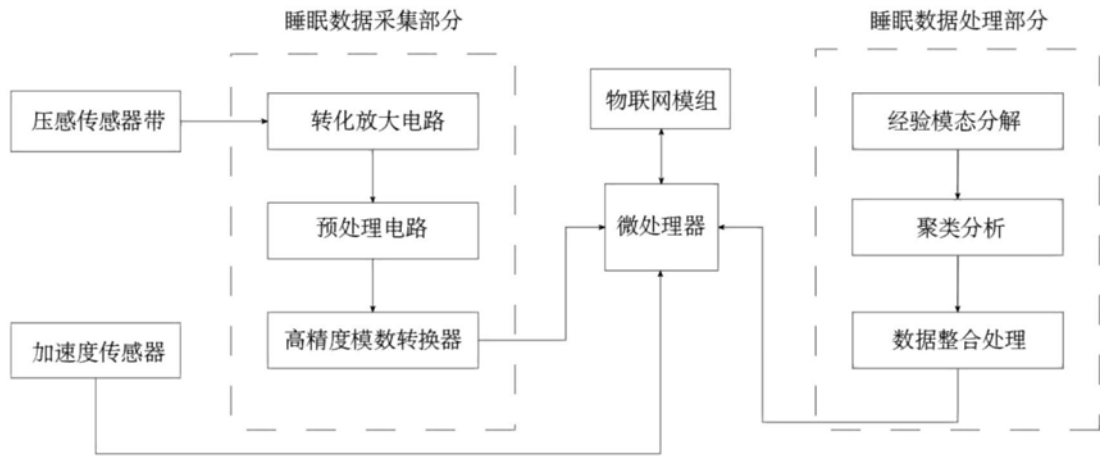 睡眠数据采集部分
睡眠数据处理部分
压感传感器带
转化放大电路
物联网模组
经验模态分解
预处理电路
微处理器
聚类分析
加速度传感器
高精度模数转换器
数据整合处理